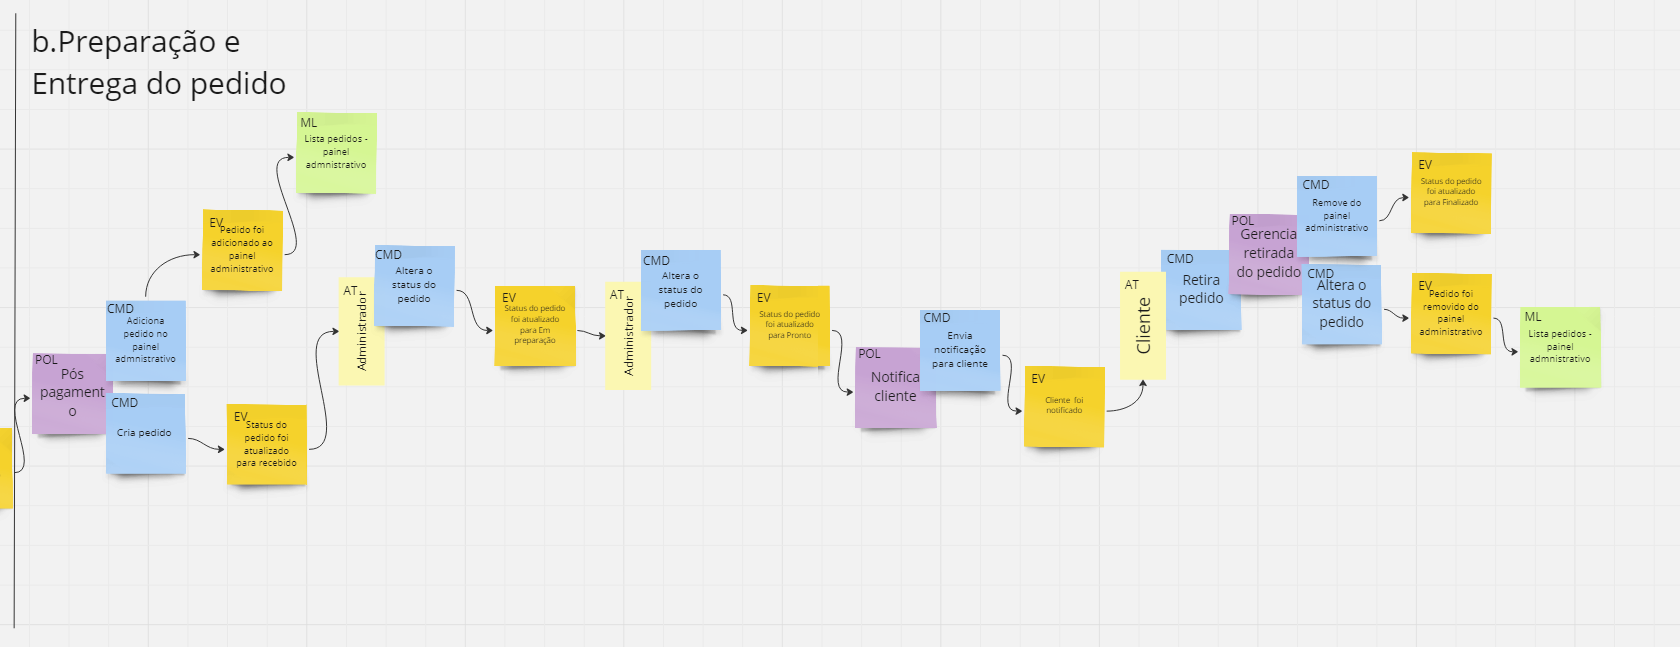 b.Preparação e
Entrega do pedido
POL
Pós
pagament
o
CMD
Adiciona
pedido no
painel
admnistrativo
CMD
Cria pedido
EV
Pedido foi
adicionado ao
painel
administrativo
ML
Lista pedidos -
painel
admnistrativo
EV
Status do
pedido foi
atualizado
para recebido
AT
Administrador
CMD
Altera o
status do
pedido
EV
Status do pedido
foi atualizado
para Em
preparação
AT
Administrador
CMD
Altera o
status do
pedido
EV
Status do pedido
foi atualizado
para Pronto
POL
Notifica
cliente
CMD
Envia
notificação
para cliente
EV
Cliente foi
notificado
AT
Cliente
CMD
Retira
pedido
POL
Gerencia
retirada
do pedido
CMD
Remove do
painel
administrativo
EV
Status do pedido
foi atualizado
para Finalizado
CMD
Altera o
status do
pedido
EV
Pedido foi
removido do
painel
administrativo
ML
Lista pedidos -
painel
admnistrativo